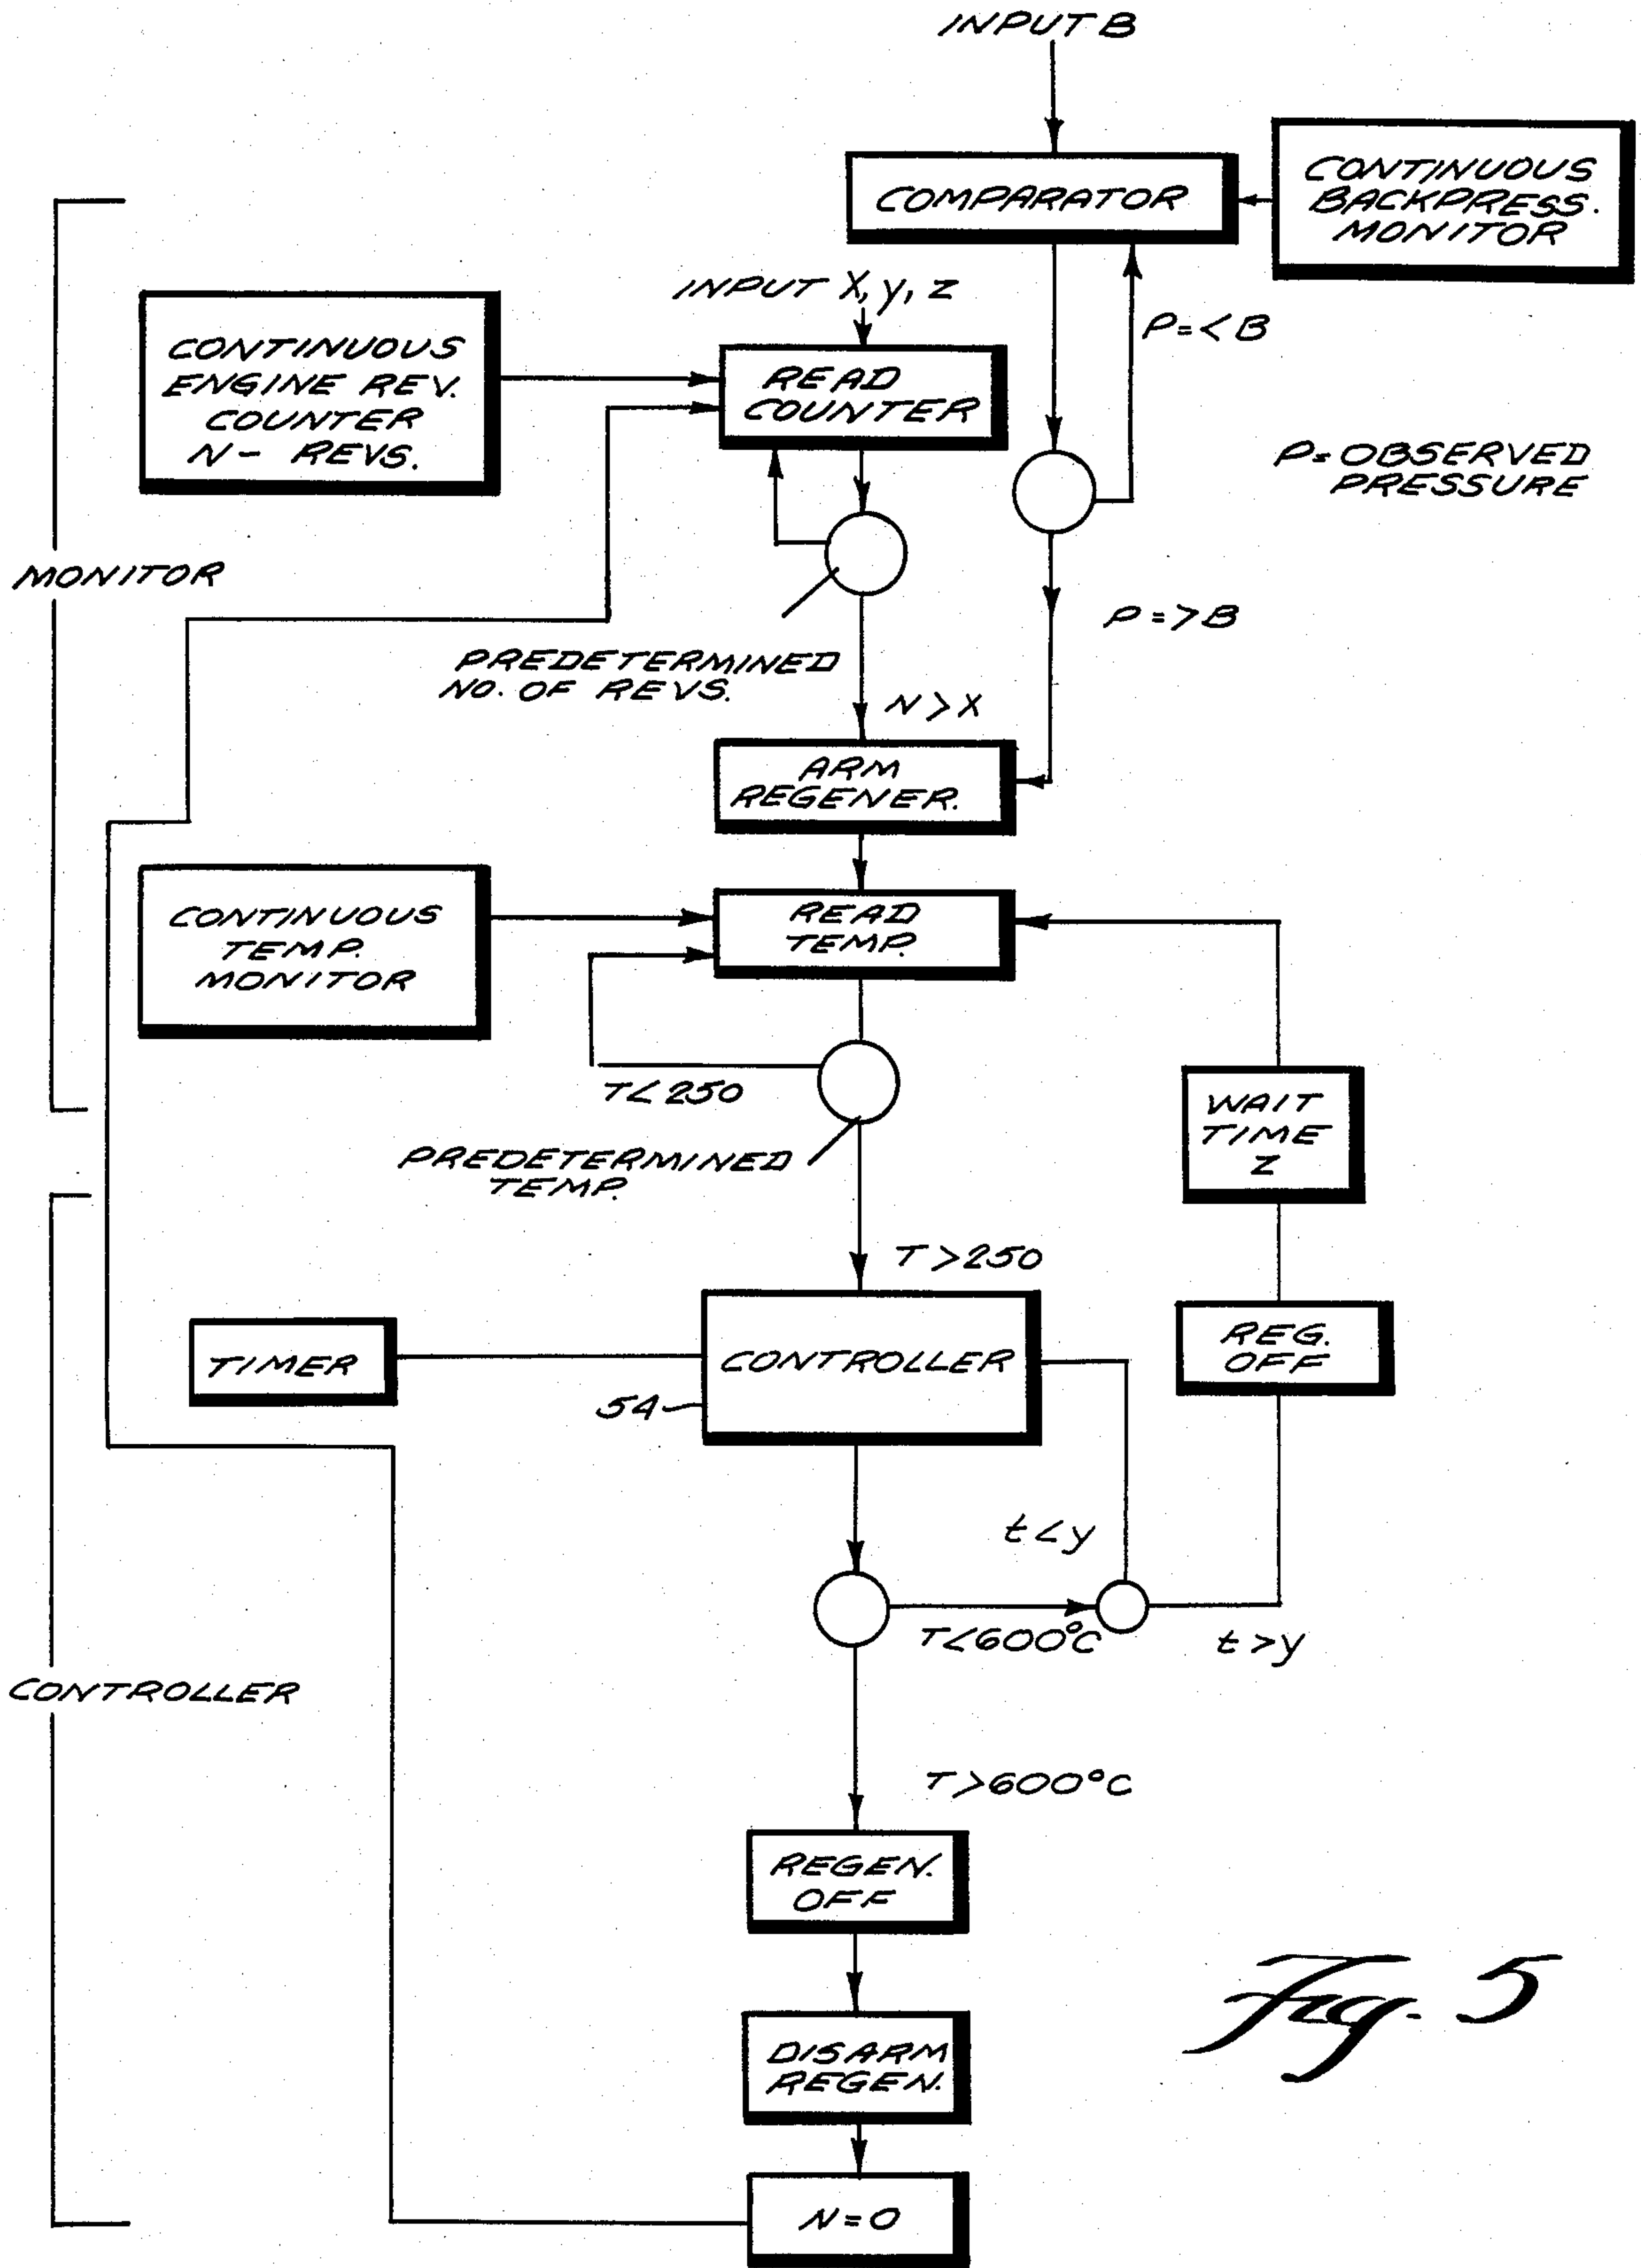 INPUT B
COMPARATOR
CONTINUOUS
BACKPRESS.
MONITOR
INPUT X, y, z
P=<B
CONTINUOUS
ENGINE REV.
COUNTER
N- REVS.
READ
COUNTER
P=OBSERVED
PRESSURE
MONITOR
P=>B
PREDETERMINED
NO. OF REVS.
N>X
ARM
REGENER.
CONTINUOUS
TEMP.
MONITOR
READ
TEMP.
T<250
WAIT
TIME
Z
PREDETERMINED
TEMP.
T>250
TIMER
CONTROLLER
54
REG.
OFF
t<y
T<600°C
t>y
CONTROLLER
T>600°C
REGEN.
OFF
DISARM
REGEN.
N=0
Fig. 5